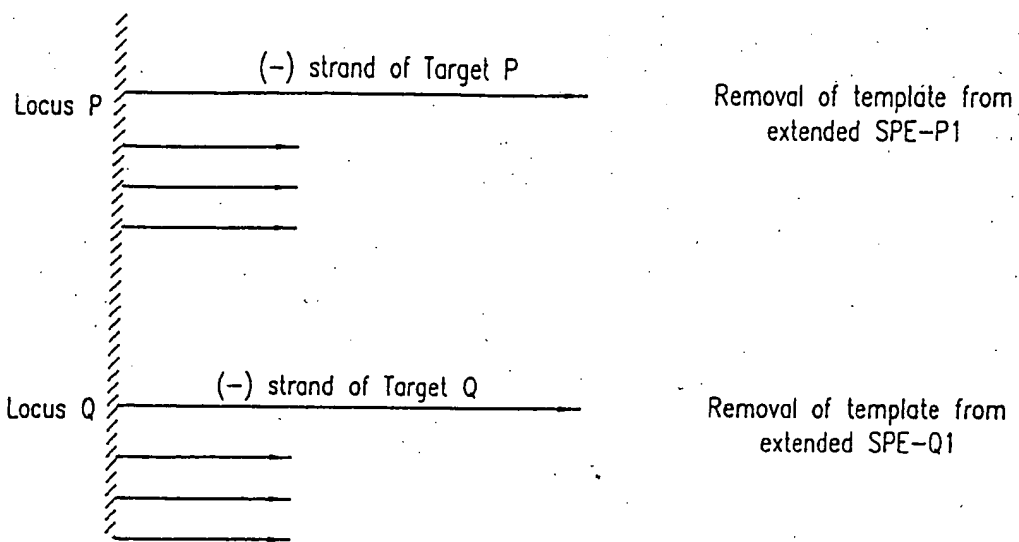 (-) strand of Target P
Locus P
Removal of template from
extended SPE-P1
(-) strand of Target Q
Locus Q
Removal of template from
extended SPE-Q1